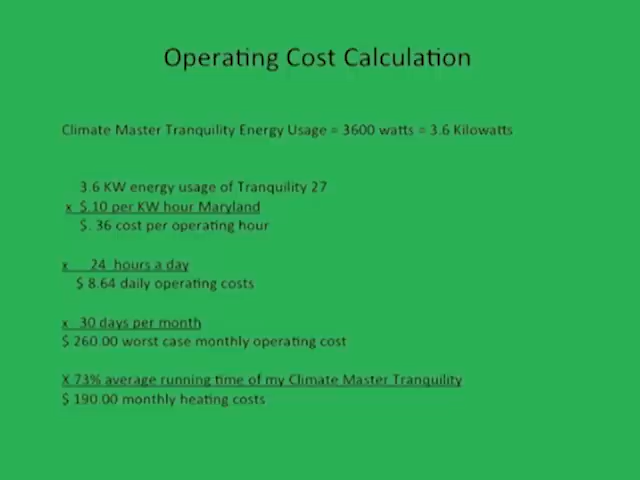 Operating Cost Calculation
Climate Master Tranquility Energy Usage = 3600 watts = 3.6 Kilowatts
3.6 KW energy usage of Tranquility 27
x $.10 per KW hour Maryland
$. 36 cost per operating hour
x 24 hours a day
$ 8.64 daily operating costs
x 30 days per month
$ 260.00 worst case monthly operating cost
X 73% average running time of my Climate Master Tranquility
$ 190.00 monthly heating costs